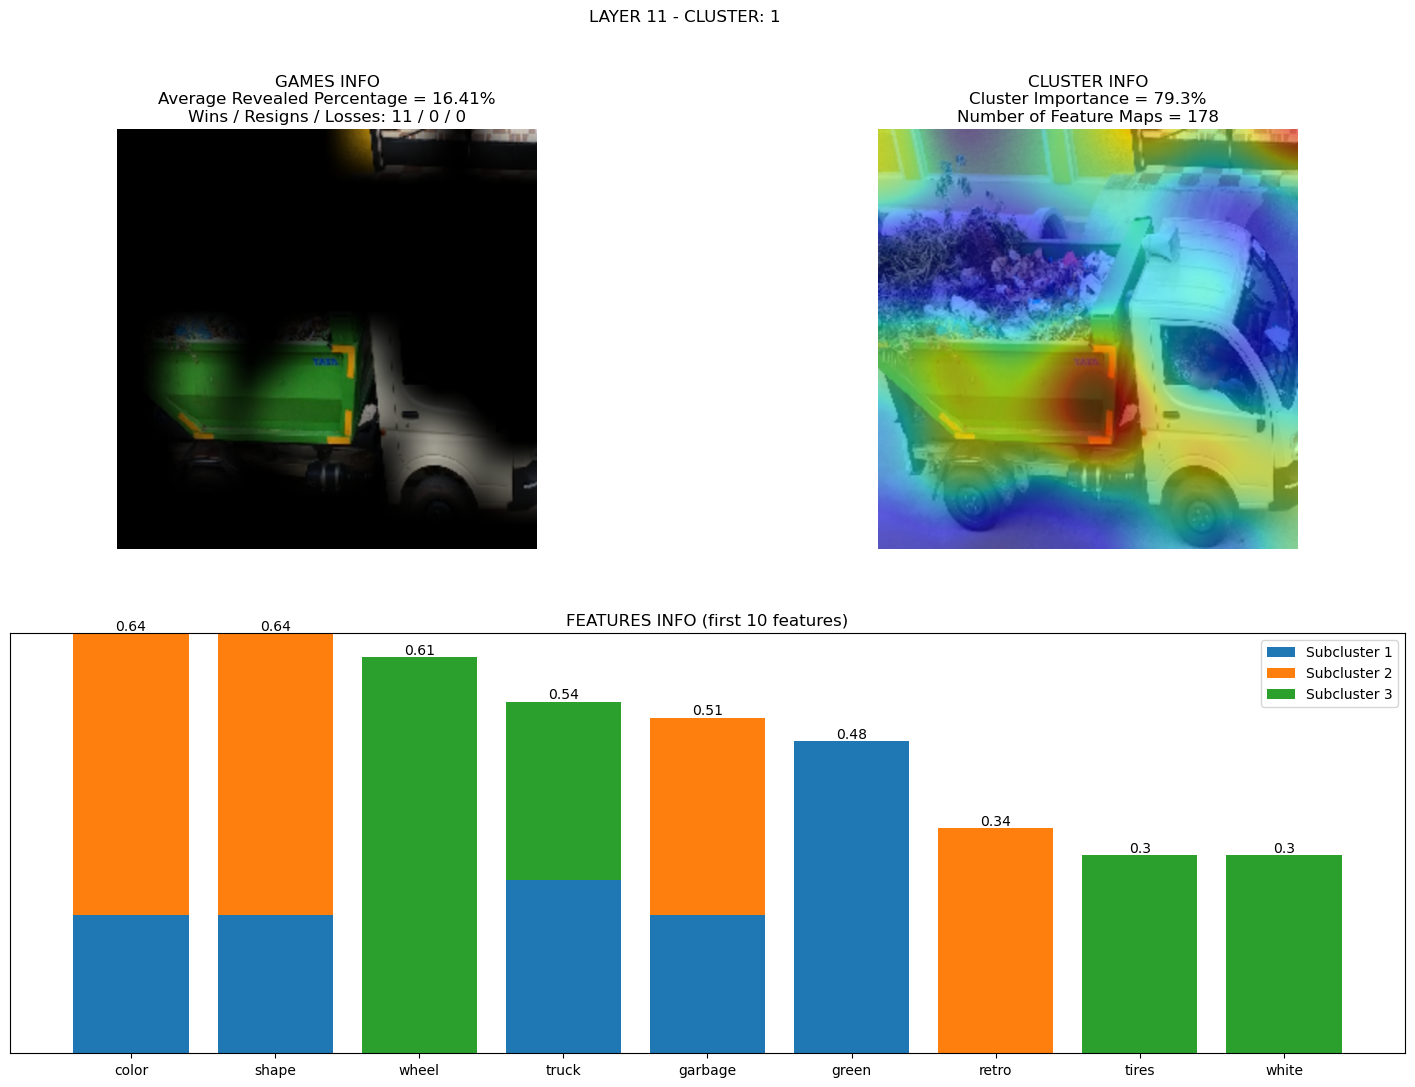 LAYER 11 - CLUSTER: 1
GAMES INFO
Average Revealed Percentage = 16.41%
Wins / Resigns / Losses: 11 / 0 / 0
CLUSTER INFO
Cluster Importance = 79.3%
Number of Feature Maps = 178
FEATURES INFO (first 10 features)
0.64
0.64
0.61
0.54
0.51
0.48
0.34
0.3
0.3
Subcluster 1
Subcluster 2
Subcluster 3
color
shape
wheel
truck
garbage
green
retro
tires
white